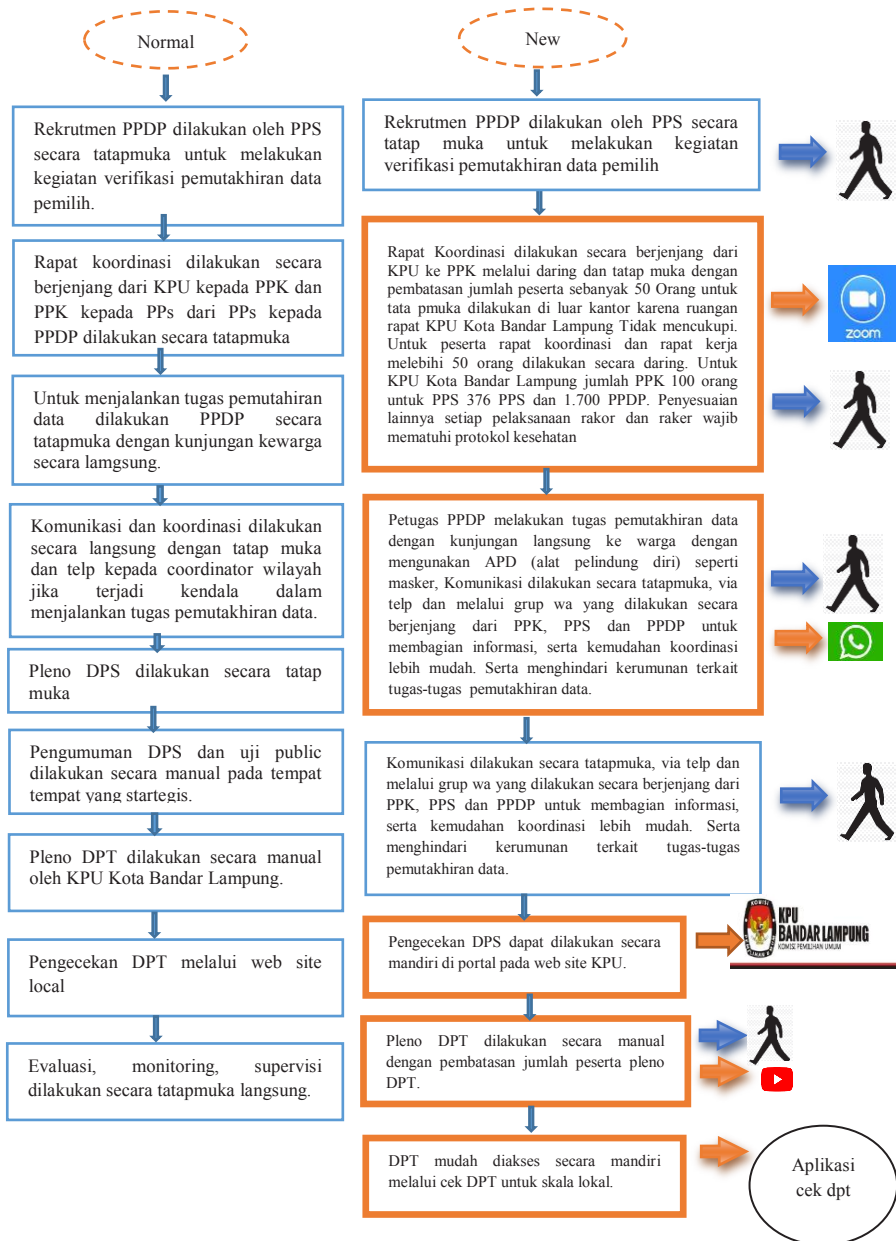 Normal
Rekrutmen PPDP dilakukan oleh PPS
secara tatapmuka untuk melakukan
kegiatan verifikasi pemutakhiran data
pemilih.
Rapat koordinasi dilakukan secara
berjenjang dari KPU kepada PPK dan
PPK kepada PPs dari PPs kepada
PPDP dilakukan secara tatapmuka
Untuk menjalankan tugas pemutahiran
data dilakukan PPDP secara
tatapmuka dengan kunjungan kewarga
secara lamgsung.
Komunikasi dan koordinasi dilakukan
secara langsung dengan tatap muka
dan telp kepada coordinator wilayah
jika terjadi kendala dalam
menjalankan tugas pemutakhiran data.
Pleno DPS dilakukan secara tatap
muka
Pengumuman DPS dan uji public
dilakukan secara manual pada tempat
tempat yang startegis.
Pleno DPT dilakukan secara manual
oleh KPU Kota Bandar Lampung.
Pengecekan DPT melalui web site
local
Evaluasi, monitoring, supervisi
dilakukan secara tatapmuka langsung.
New
Rekrutmen PPDP dilakukan oleh PPS secara
tatap muka untuk melakukan kegiatan
verifikasi pemutakhiran data pemilih
Rapat Koordinasi dilakukan secara berjenjang dari
KPU ke PPK melalui daring dan tatap muka dengan
pembatasan jumlah peserta sebanyak 50 Orang untuk
tata pmuka dilakukan di luar kantor karena ruangan
rapat KPU Kota Bandar Lampung Tidak mencukupi.
Untuk peserta rapat koordinasi dan rapat kerja
melebihi 50 orang dilakukan secara daring. Untuk
KPU Kota Bandar Lampung jumlah PPK 100 orang
untuk PPS 376 PPS dan 1.700 PPDP. Penyesuaian
lainnya setiap pelaksanaan rakor dan raker wajib
mematuhi protokol kesehatan
zoom
Petugas PPDP melakukan tugas pemutakhiran data
dengan kunjungan langsung ke warga dengan
mengunakan APD (alat pelindung diri) seperti
masker, Komunikasi dilakukan secara tatapmuka, via
telp dan melalui grup wa yang dilakukan secara
berjenjang dari PPK, PPS dan PPDP untuk
membagian informasi, serta kemudahan koordinasi
lebih mudah. Serta menghindari kerumunan terkait
tugas-tugas pemutakhiran data.
Komunikasi dilakukan secara tatapmuka, via telp dan
melalui grup wa yang dilakukan secara berjenjang dari
PPK, PPS dan PPDP untuk membagian informasi,
serta kemudahan koordinasi lebih mudah. Serta
menghindari kerumunan terkait tugas-tugas
pemutakhiran data.
Pengecekan DPS dapat dilakukan secara
mandiri di portal pada web site KPU.
KOMISI
KPU
BANDAR LAMPUNG
KOMISI PEMILIHAN UMUM
Pleno DPT dilakukan secara manual
dengan pembatasan jumlah peserta pleno
DPT.
DPT mudah diakses secara mandiri
melalui cek DPT untuk skala lokal.
Aplikasi
cek dpt